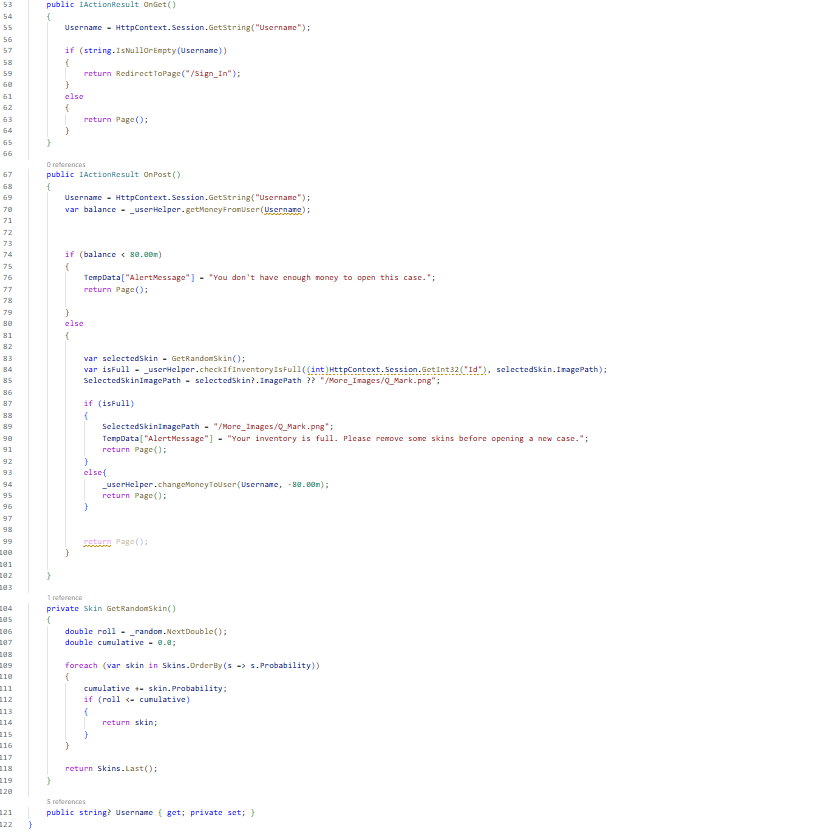 53 public IActionResult OnGet()
54 {
55 Username = HttpContext.Session.GetString("Username");
56
57 if (string.IsNullOrEmpty(Username))
58 {
59 return RedirectToPage("/Sign_In");
60 }
61 else
62 {
63 return Page();
64 }
65 }
66
0 references
67 public IActionResult OnPost()
68 {
69 Username = HttpContext.Session.GetString("Username");
70 var balance = _userHelper.getMoneyFromUser(Username);
71
72
73
74 if (balance < 80.00m)
75 {
76 TempData["AlertMessage"] = "You don't have enough money to open this case.";
77 return Page();
78
79 }
80 else
81 {
82
83 var selectedSkin = GetRandomSkin();
84 var isFull = _userHelper.checkIfInventoryIsFull((int)HttpContext.Session.GetInt32("Id"), selectedSkin.ImagePath);
85 SelectedSkinImagePath = selectedSkin?.ImagePath ?? "/More_Images/Q_Mark.png";
86
87 if (isFull)
88 {
89 SelectedSkinImagePath = "/More_Images/Q_Mark.png";
90 TempData["AlertMessage"] = "Your inventory is full. Please remove some skins before opening a new case.";
91 return Page();
92 }
93 else{
94 _userHelper.changeMoneyToUser(Username, -80.00m);
95 return Page();
96 }
97
98
99 return Page();
100 }
101
102 }
103
1 reference
104 private Skin GetRandomSkin()
105 {
106 double roll = _random.NextDouble();
107 double cumulative = 0.0;
108
109 foreach (var skin in Skins.OrderBy(s => s.Probability))
110 {
111 cumulative += skin.Probability;
112 if (roll <= cumulative)
113 {
114 return skin;
115 }
116 }
117
118 return Skins.Last();
119 }
120
5 references
121 public string? Username { get; private set; }
122 }